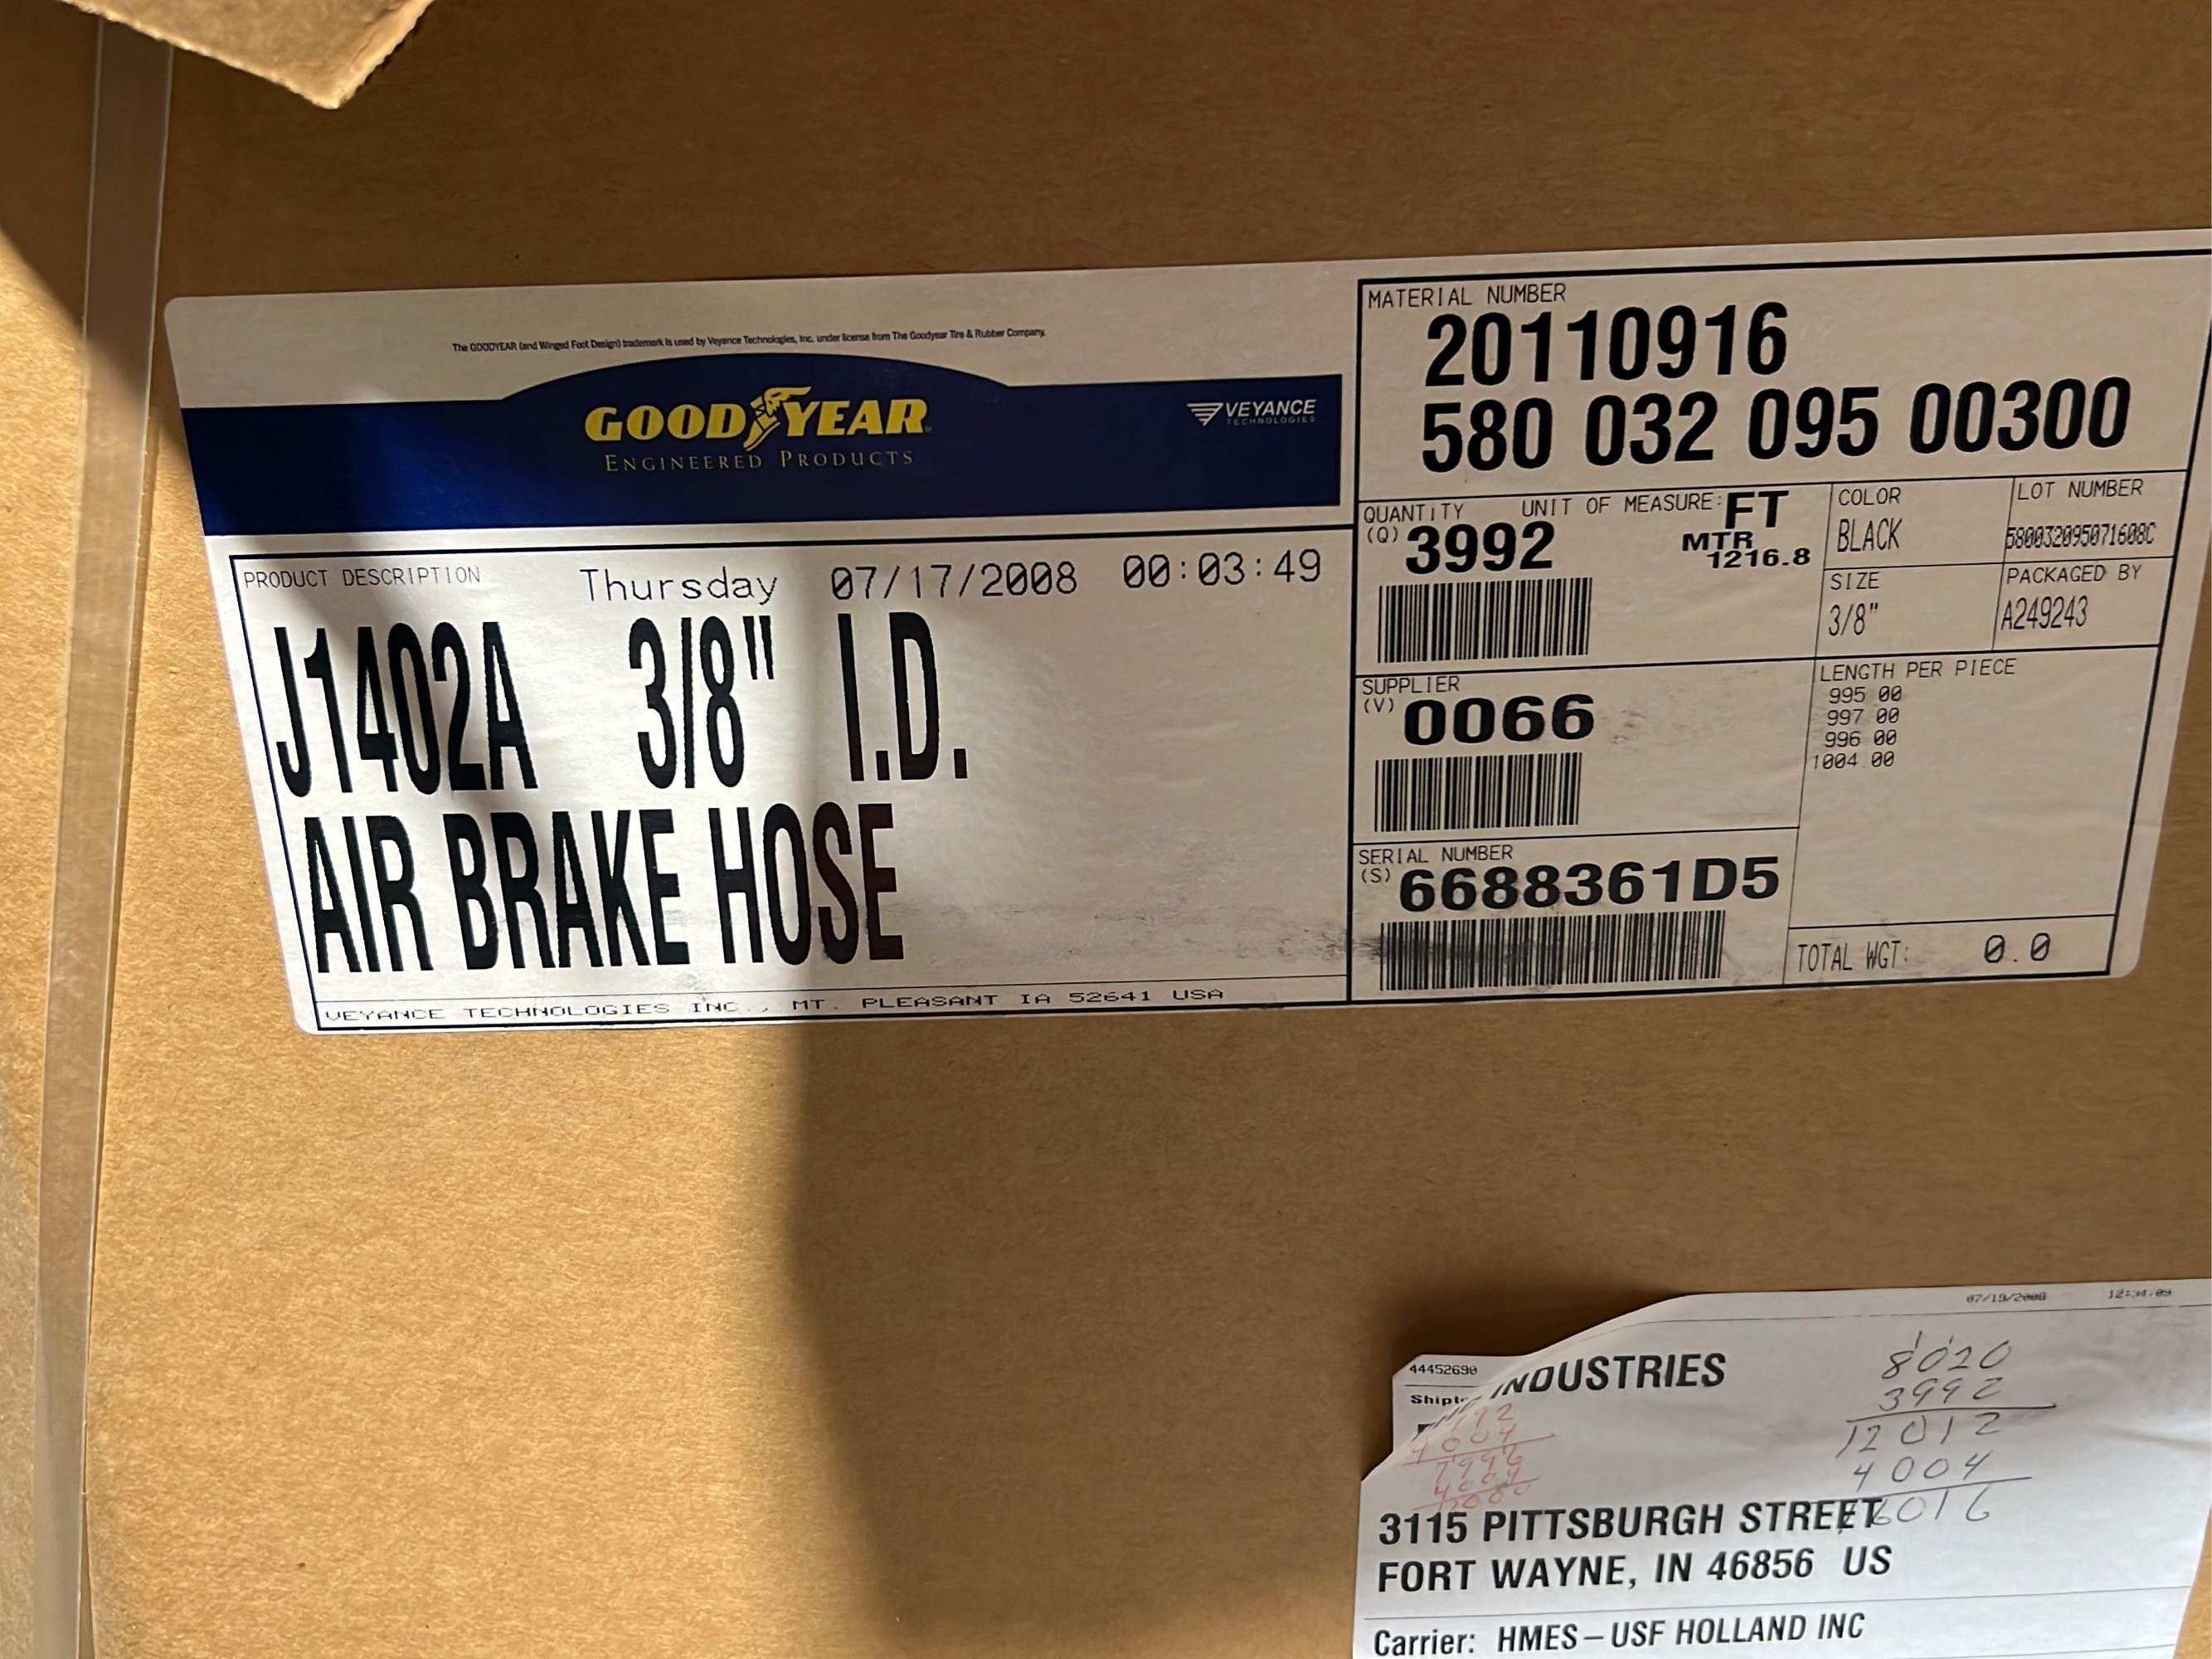 The GOODYEAR (and Winged Foot Design) trademark is used by Veyance Technologies, Inc. under license from The Goodyear Tire & Rubber Company.
GOODYEAR
ENGINEERED PRODUCTS
VEYANCE
TECHNOLOGIES
PRODUCT DESCRIPTION Thursday 07/17/2008 00:03:49
J1402A 3/8" I.D.
AIR BRAKE HOSE
VEYANCE TECHNOLOGIES INC., MT. PLEASANT IA 52641 USA
MATERIAL NUMBER
20110916
580 032 095 00300
QUANTITY UNIT OF MEASURE: FT
(Q) 3992 MTR
1216.8
COLOR
BLACK
LOT NUMBER
580032095071608C
SIZE
3/8"
PACKAGED BY
A249243
SUPPLIER
(V) 0066
LENGTH PER PIECE
995.00
997.00
996.00
1004.00
SERIAL NUMBER
(S) 6688361D5
TOTAL WGT: 0.0
07/19/2008
44452690
INDUSTRIES
8020
3992
12012
4004
16016
7996
3115 PITTSBURGH STREET
FORT WAYNE, IN 46856 US
Carrier: HMES-USF HOLLAND INC